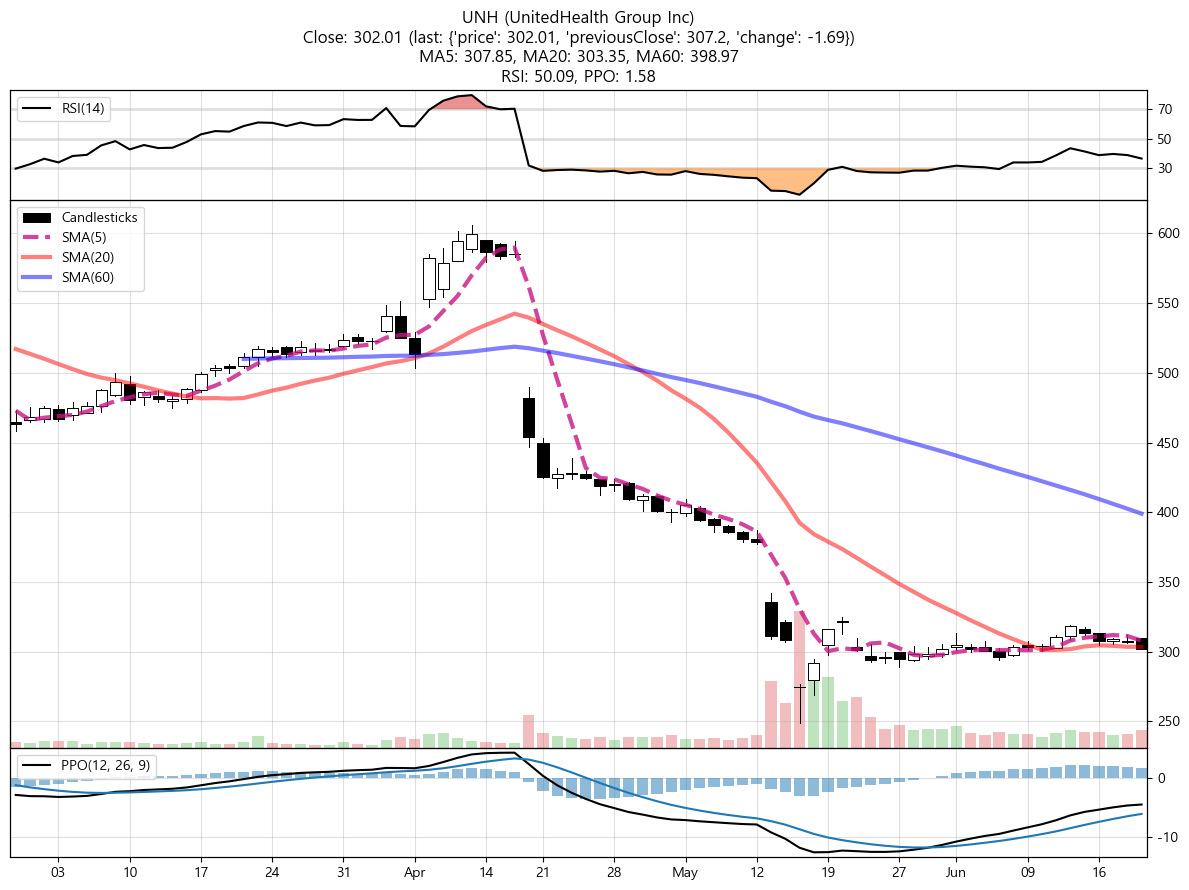 UNH (UnitedHealth Group Inc)
Close: 302.01 (last: {'price': 302.01, 'previousClose': 307.2, 'change': -1.69})
MA5: 307.85, MA20: 303.35, MA60: 398.97
RSI: 50.09, PPO: 1.58
RSI(14)
70
50
30
Candlesticks
SMA(5)
SMA(20)
SMA(60)
600
550
500
450
400
350
300
250
PPO(12, 26, 9)
0
-10
03 10 17 24 31 Apr 14 21 28 May 12 19 27 Jun 09 16